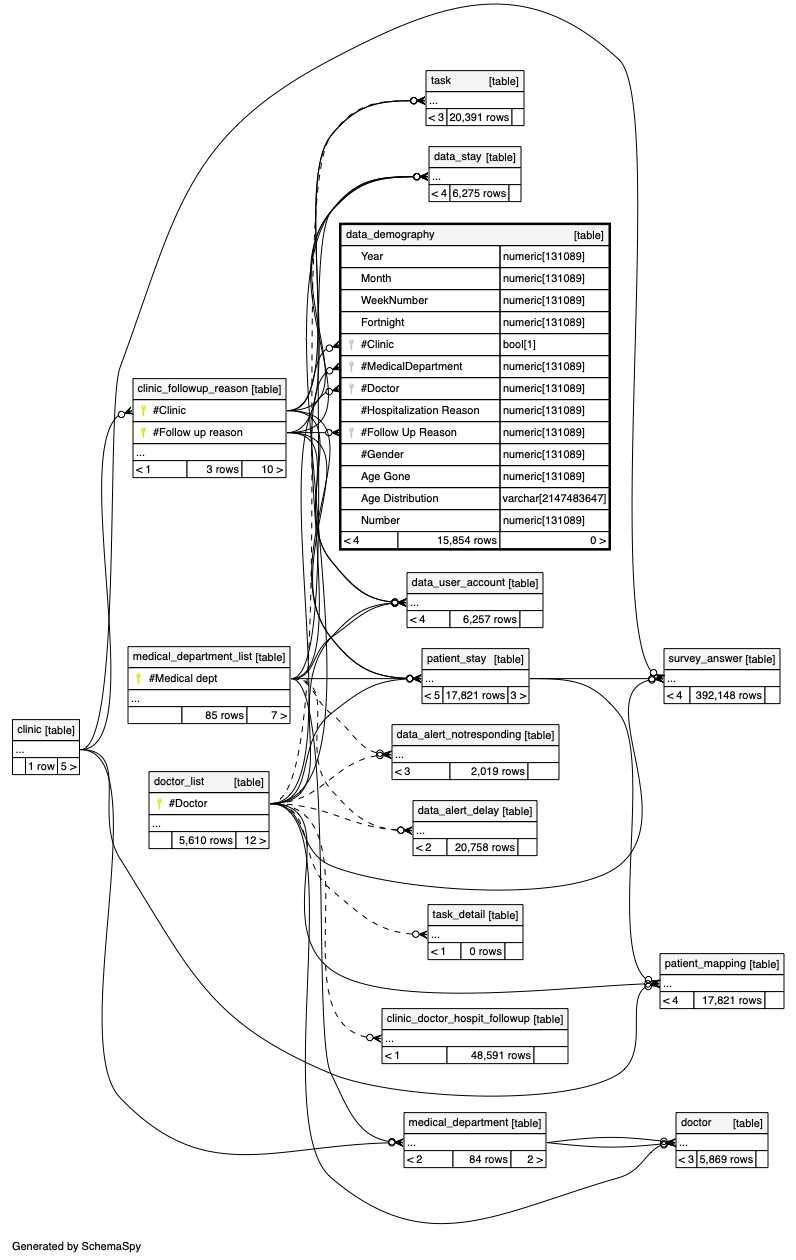 task [table]
...
< 3 20,391 rows
data_stay [table]
...
< 4 6,275 rows
data_demography [table]
Year numeric[131089]
Month numeric[131089]
WeekNumber numeric[131089]
Fortnight numeric[131089]
#Clinic bool[1]
#MedicalDepartment numeric[131089]
#Doctor numeric[131089]
#Hospitalization Reason numeric[131089]
#Follow Up Reason numeric[131089]
#Gender numeric[131089]
Age Gone numeric[131089]
Age Distribution varchar[2147483647]
Number numeric[131089]
< 4 15,854 rows 0 >
clinic_followup_reason [table]
#Clinic
#Follow up reason
...
< 1 3 rows 10 >
data_user_account [table]
...
< 4 6,257 rows
medical_department_list [table]
#Medical dept
...
85 rows 7 >
patient_stay [table]
...
< 5 17,821 rows 3 >
survey_answer [table]
...
< 4 392,148 rows
clinic [table]
...
1 row 5 >
data_alert_notresponding [table]
...
< 3 2,019 rows
doctor_list [table]
#Doctor
...
5,610 rows 12 >
data_alert_delay [table]
...
< 2 20,758 rows
task_detail [table]
...
< 1 0 rows
patient_mapping [table]
...
< 4 17,821 rows
clinic_doctor_hospit_followup [table]
...
< 1 48,591 rows
medical_department [table]
...
< 2 84 rows 2 >
doctor [table]
...
< 3 5,869 rows
Generated by SchemaSpy